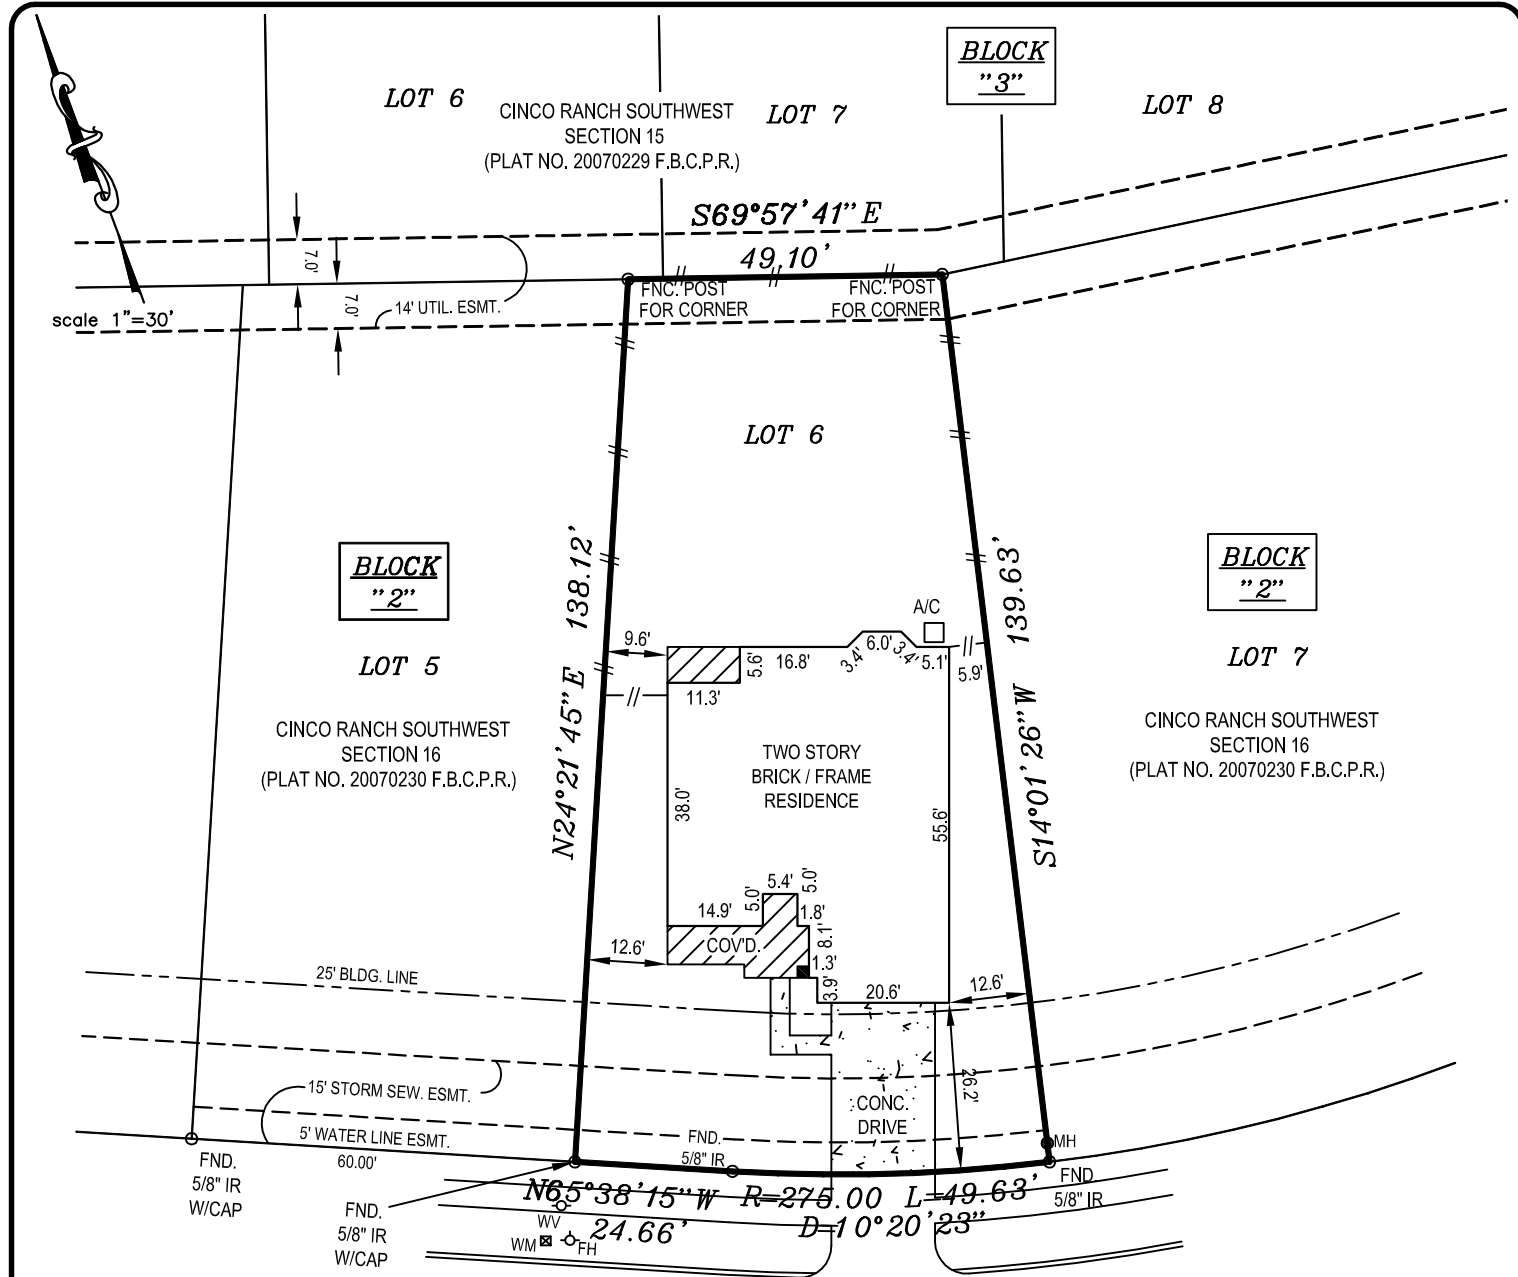 BLOCK
"3"
LOT 6
CINCO RANCH SOUTHWEST
SECTION 15
(PLAT NO. 20070229 F.B.C.P.R.)
LOT 7
LOT 8
S69°57'41"E
49.10'
7.0'
7.0'
14' UTIL. ESMT.
scale 1"=30'
FNC. POST
FOR CORNER
FNC. POST
FOR CORNER
LOT 6
BLOCK
"2"
LOT 5
CINCO RANCH SOUTHWEST
SECTION 16
(PLAT NO. 20070230 F.B.C.P.R.)
N24°21'45"E 138.12'
BLOCK
"2"
LOT 7
CINCO RANCH SOUTHWEST
SECTION 16
(PLAT NO. 20070230 F.B.C.P.R.)
S14°01'26"W 139.63'
A/C
9.6'
5.6'
16.8'
3.4'
6.0'
3.4'
5.1'
5.9'
11.3'
TWO STORY
BRICK / FRAME
RESIDENCE
38.0'
55.6'
5.4'
5.0'
5.0'
14.9'
1.8'
8.1'
COV'D.
12.6'
1.3'
3.9'
20.6'
12.6'
25' BLDG. LINE
26.2'
15' STORM SEW. ESMT.
CONC.
DRIVE
5' WATER LINE ESMT.
60.00'
FND.
5/8" IR
MH
FND.
5/8" IR
W/CAP
FND.
5/8" IR
N65°38'15"W R=275.00 L=49.63'
24.66' D=10°20'23"
FND.
5/8" IR
W/CAP
WV
WM
FH